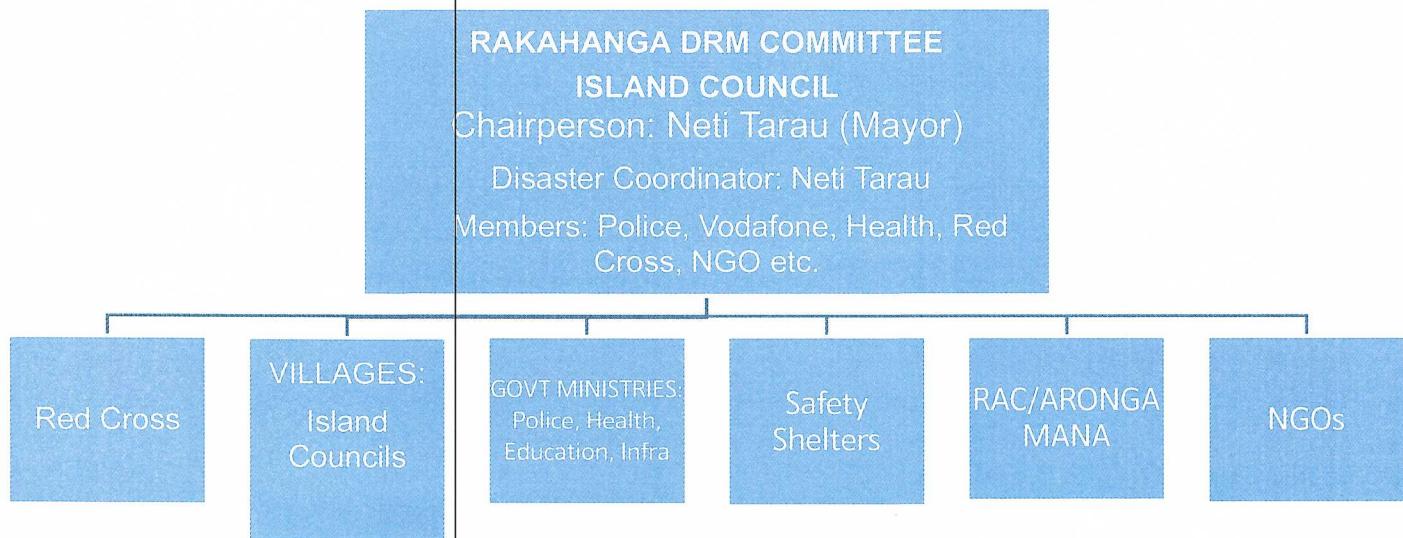 RAKAHANGA DRM COMMITTEE
ISLAND COUNCIL
Chairperson: Neti Tarau (Mayor)
Disaster Coordinator: Neti Tarau
Members: Police, Vodafone, Health, Red
Cross, NGO etc.
Red Cross
VILLAGES:
Island
Councils
GOVT MINISTRIES:
Police, Health,
Education, Infra
Safety
Shelters
RAC/ARONGA
MANA
NGOs